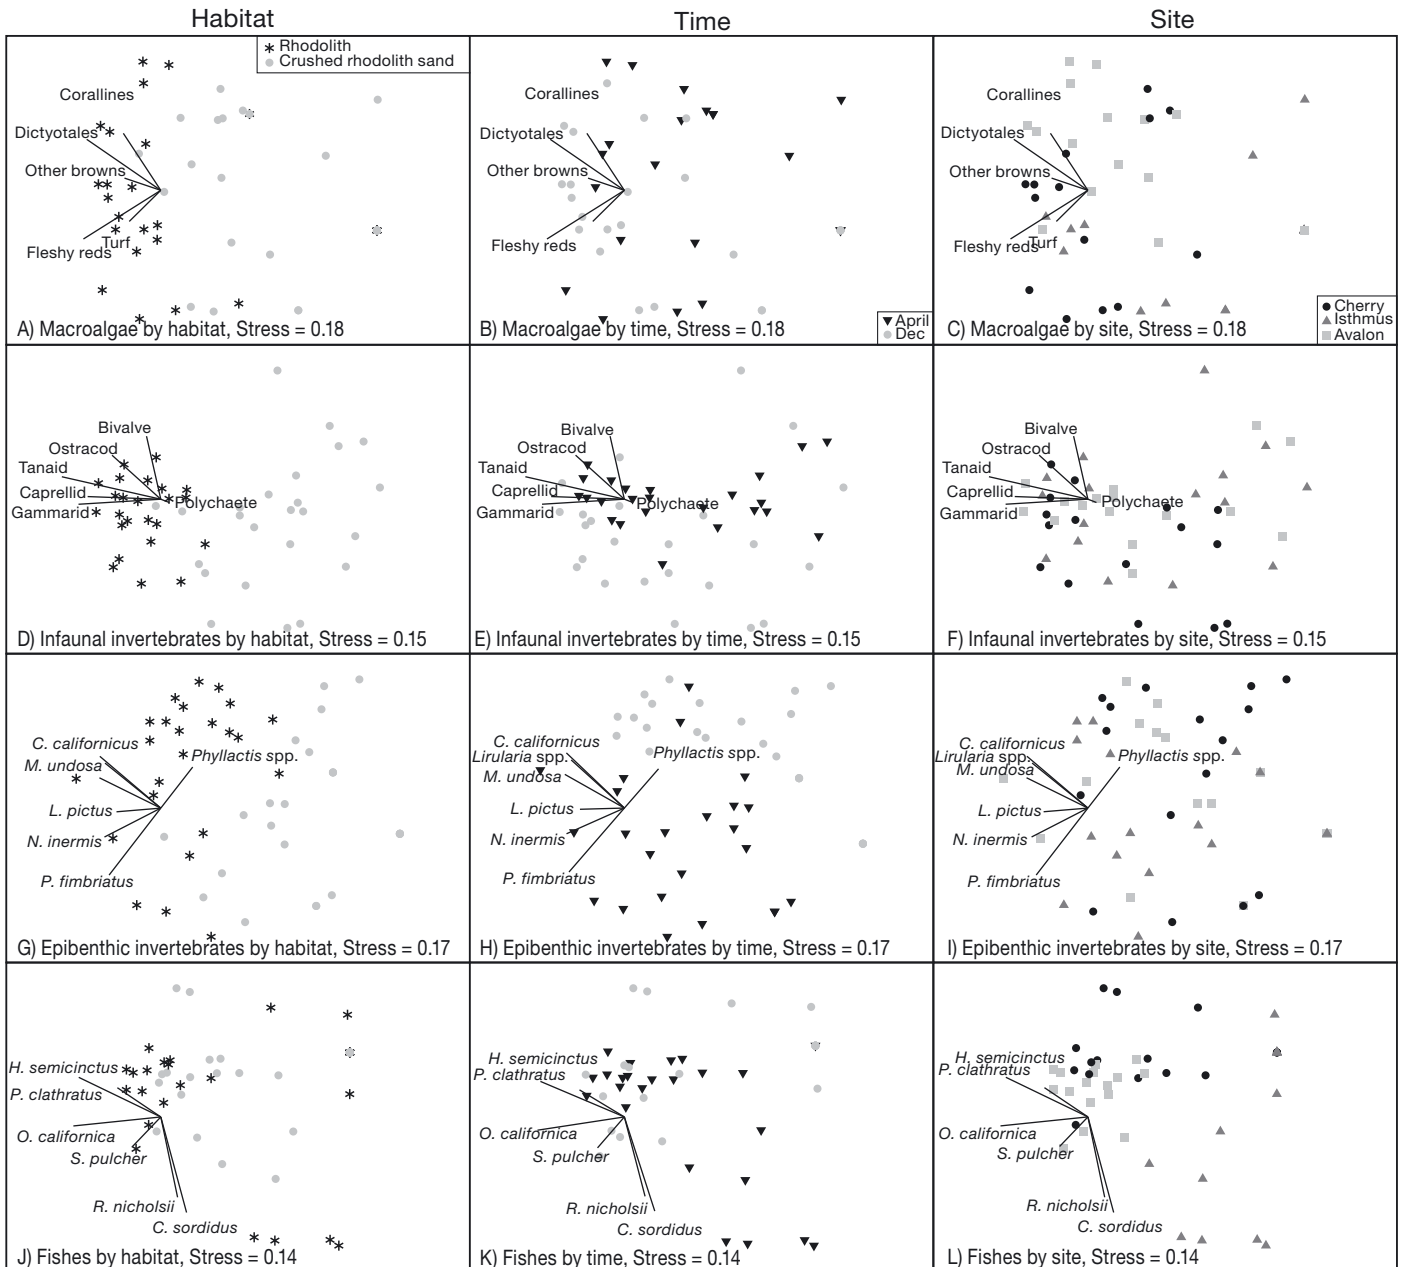 Habitat
Time
Site
Rhodolith
Crushed rhodolith sand
Corallines
Dictyotales
Other browns
Turf
Fleshy reds
A) Macroalgae by habitat, Stress = 0.18
Corallines
Dictyotales
Other browns
Fleshy reds
April
Dec
B) Macroalgae by time, Stress = 0.18
Corallines
Dictyotales
Other browns
Fleshy reds
Turf
Cherry
Isthmus
Avalon
C) Macroalgae by site, Stress = 0.18
Bivalve
Ostracod
Tanaid
Caprellid
Polychaete
Gammarid
D) Infaunal invertebrates by habitat, Stress = 0.15
Bivalve
Ostracod
Tanaid
Caprellid
Polychaete
Gammarid
E) Infaunal invertebrates by time, Stress = 0.15
Bivalve
Ostracod
Tanaid
Caprellid
Polychaete
Gammarid
F) Infaunal invertebrates by site, Stress = 0.15
C. californicus
Phyllactis spp.
M. undosa
L. pictus
N. inermis
P. fimbriatus
G) Epibenthic invertebrates by habitat, Stress = 0.17
C. californicus
Lirularia spp.
Phyllactis spp.
M. undosa
L. pictus
N. inermis
P. fimbriatus
H) Epibenthic invertebrates by time, Stress = 0.17
C. californicus
Lirularia spp.
Phyllactis spp.
M. undosa
L. pictus
N. inermis
P. fimbriatus
I) Epibenthic invertebrates by site, Stress = 0.17
H. semicinctus
P. clathratus
O. californica
S. pulcher
R. nicholsii
C. sordidus
J) Fishes by habitat, Stress = 0.14
H. semicinctus
P. clathratus
O. californica
S. pulcher
R. nicholsii
C. sordidus
K) Fishes by time, Stress = 0.14
H. semicinctus
P. clathratus
O. californica
S. pulcher
R. nicholsii
C. sordidus
L) Fishes by site, Stress = 0.14